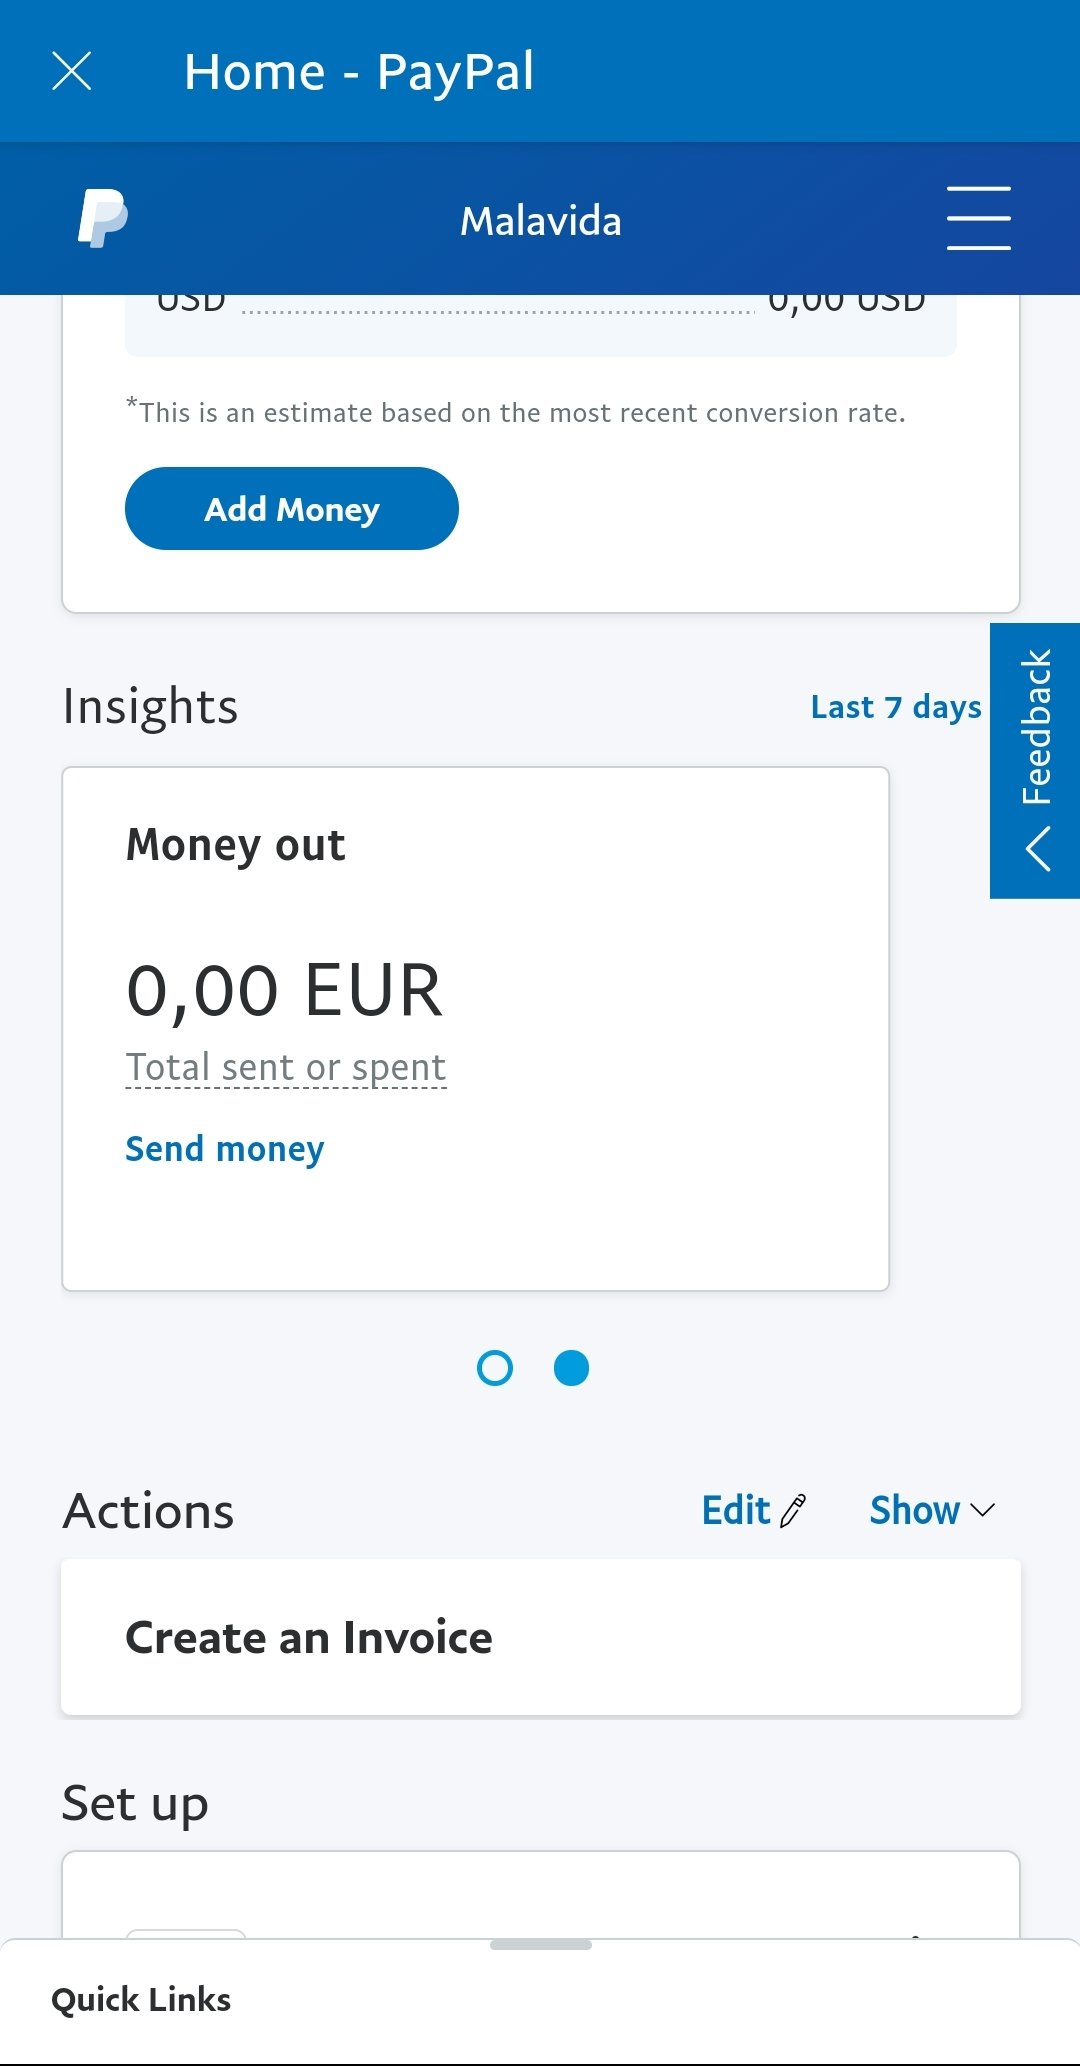 Home - PayPal
Malavida
USD 0,00 USD
*This is an estimate based on the most recent conversion rate.
Add Money
Insights
Last 7 days
Feedback
Money out
0,00 EUR
Total sent or spent
Send money
Actions
Edit
Show
Create an Invoice
Set up
Quick Links